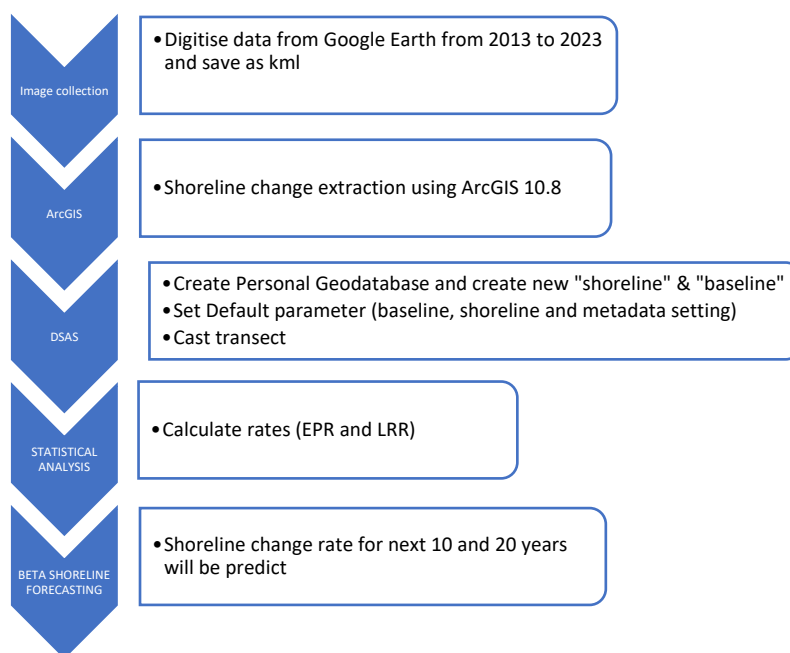 Image collection
•Digitise data from Google Earth from 2013 to 2023
and save as kml
ArcGIS
•Shoreline change extraction using ArcGIS 10.8
DSAS
•Create Personal Geodatabase and create new "shoreline" & "baseline"
•Set Default parameter (baseline, shoreline and metadata setting)
•Cast transect
STATISTICAL
ANALYSIS
•Calculate rates (EPR and LRR)
BETA SHORELINE
FORECASTING
•Shoreline change rate for next 10 and 20 years
will be predict